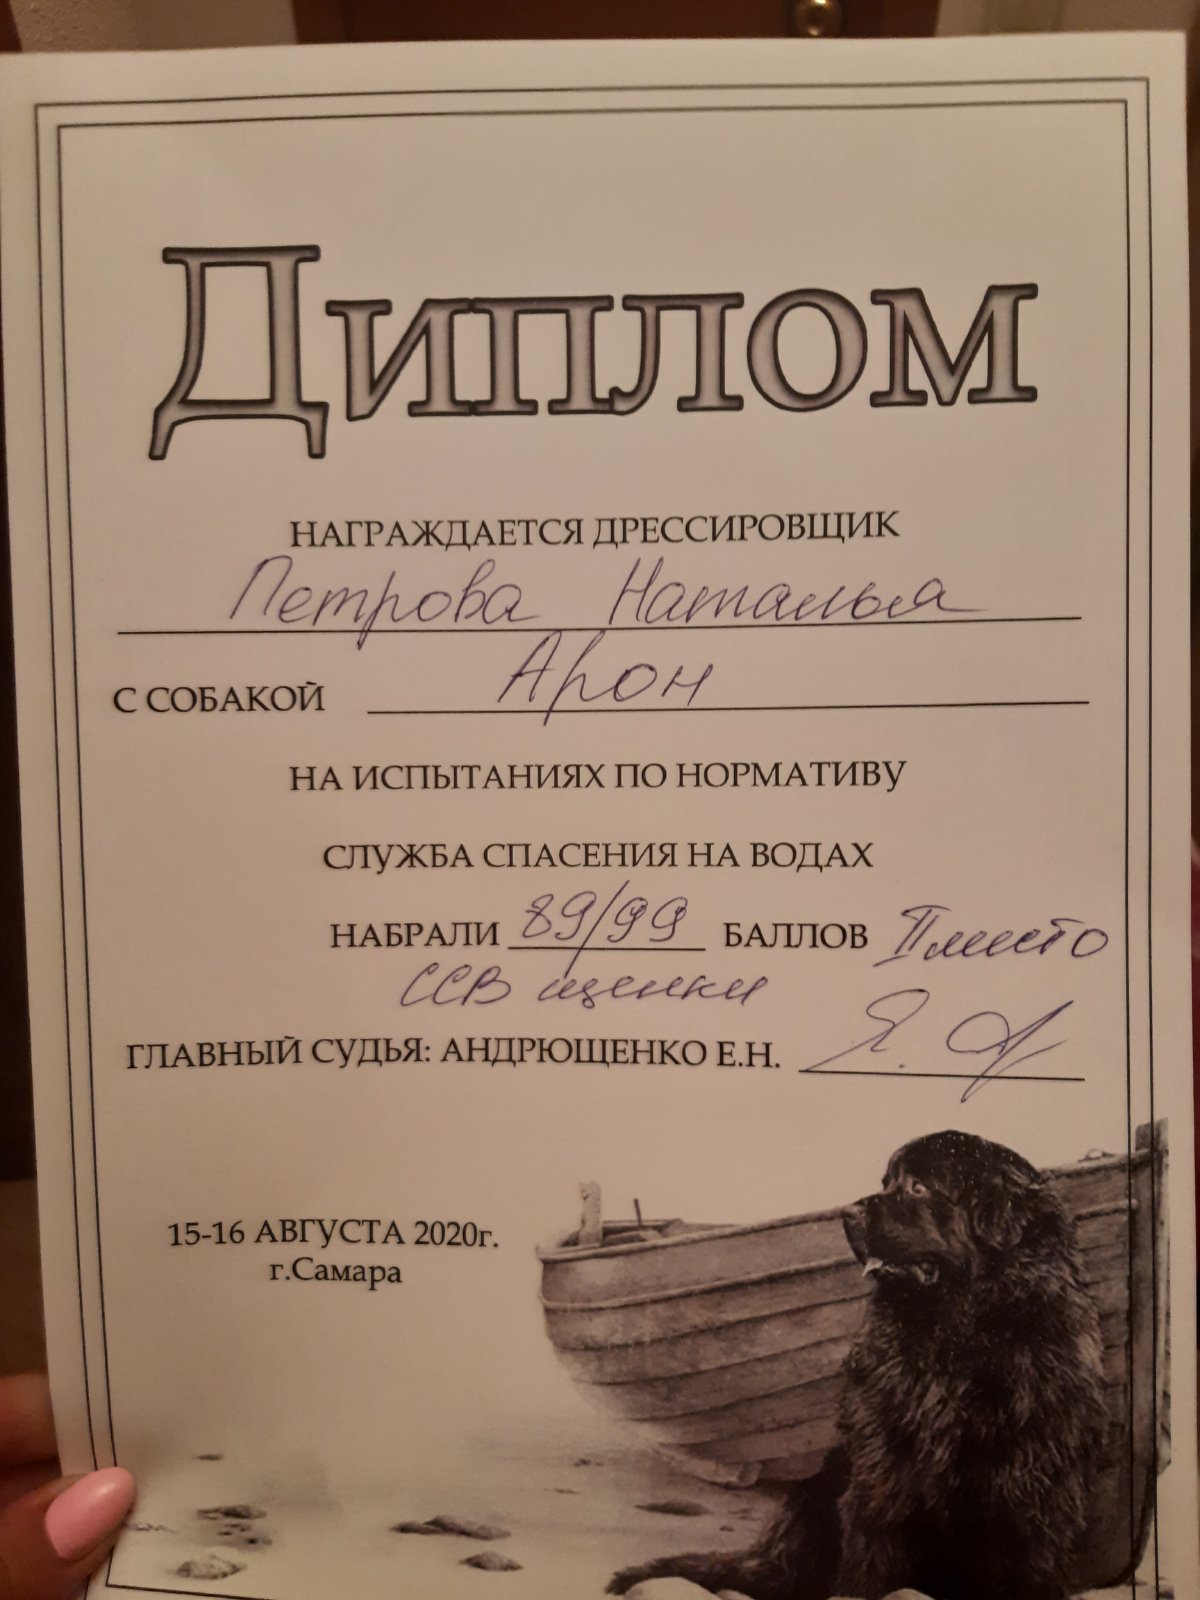 Диплом
НАГРАЖДАЕТСЯ ДРЕССИРОВЩИК
Петрова Наталья
С СОБАКОЙ Арон
НА ИСПЫТАНИЯХ ПО НОРМАТИВУ
СЛУЖБА СПАСЕНИЯ НА ВОДАХ
НАБРАЛИ 89/99 БАЛЛОВ II место
ССВ щенки
ГЛАВНЫЙ СУДЬЯ: АНДРЮЩЕНКО Е.Н.
15-16 АВГУСТА 2020г.
г.Самара